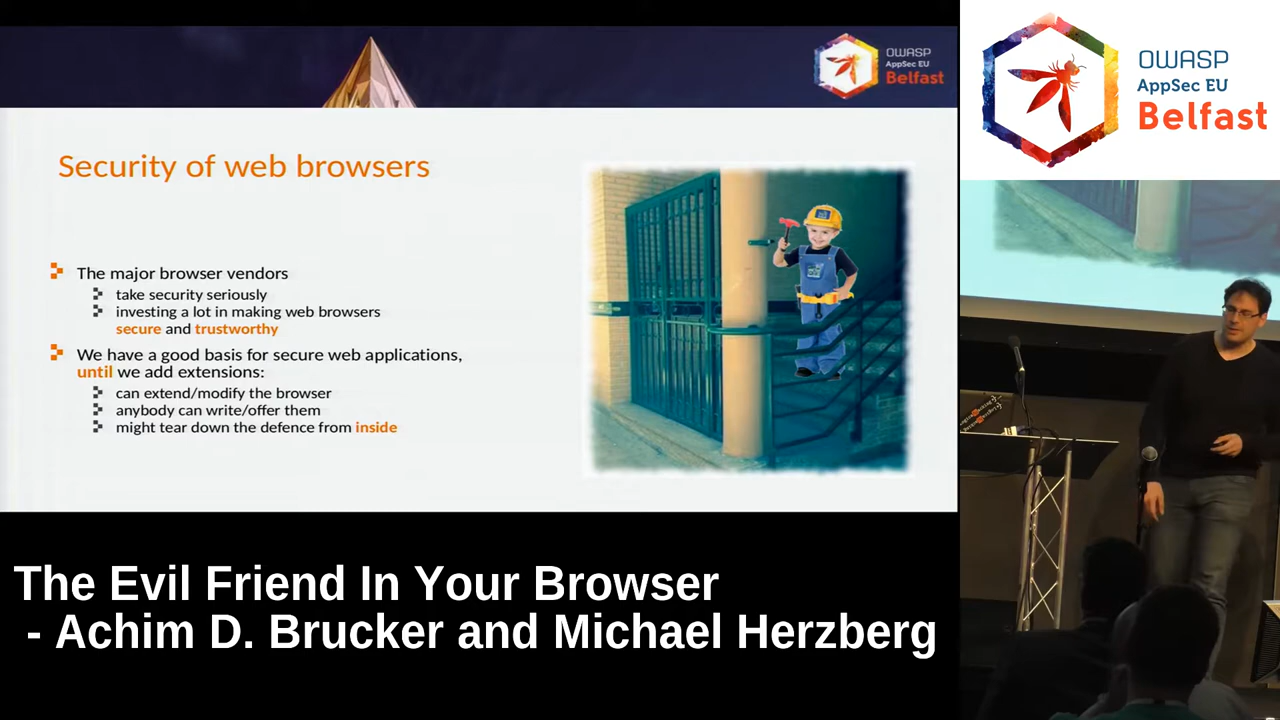 OWASP
AppSec EU
Belfast
OWASP
AppSec EU
Belfast
Security of web browsers
The major browser vendors
take security seriously
investing a lot in making web browsers
secure and trustworthy
We have a good basis for secure web applications,
until we add extensions:
can extend/modify the browser
anybody can write/offer them
might tear down the defence from inside
The Evil Friend In Your Browser
- Achim D. Brucker and Michael Herzberg